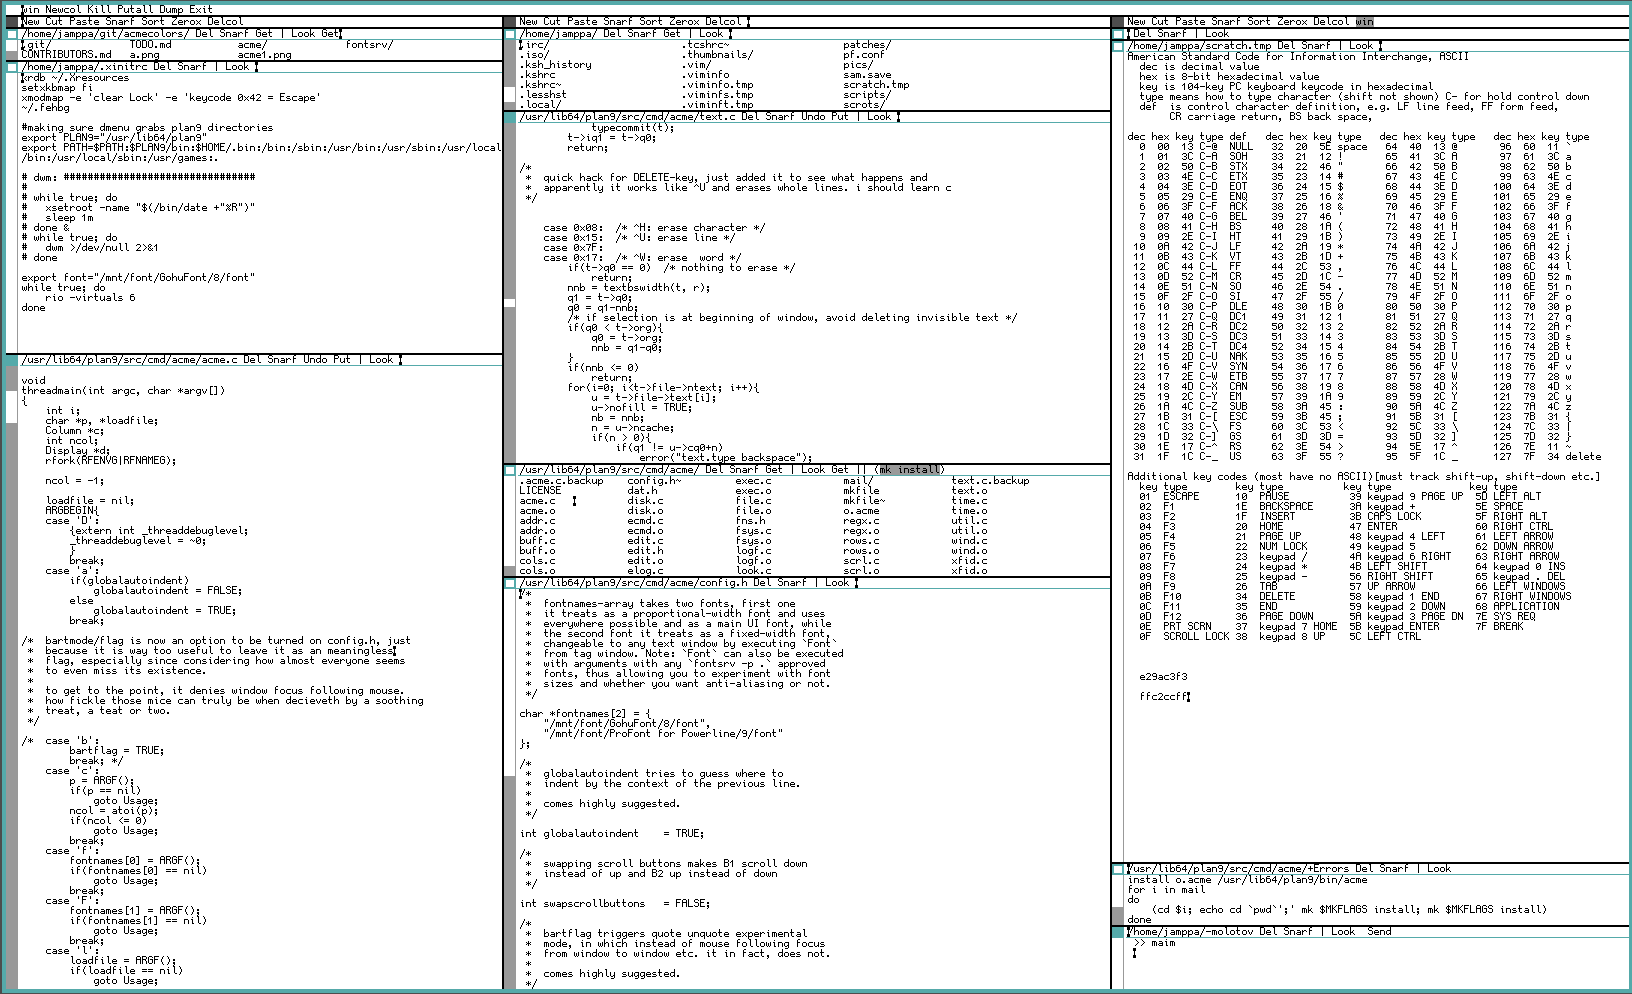 win Newcol Kill Putall Dump Exit
New Cut Paste Snarf Sort Zerox Delcol
/home/jamppa/git/acmecolors/ Del Snarf Get | Look Get
.git/ TODO.md acme/ fontsrv/
CONTRIBUTORS.md a.png acme1.png
/home/jamppa/.xinitrc Del Snarf | Look
xrdb ~/.Xresources
setxkbmap fi
xmodmap -e 'clear Lock' -e 'keycode 0x42 = Escape'
~/.fehbg
#making sure dmenu grabs plan9 directories
export PLAN9="/usr/lib64/plan9"
export PATH=$PATH:$PLAN9/bin:$HOME/.bin:/bin:/sbin:/usr/bin:/usr/sbin:/usr/local
/bin:/usr/local/sbin:/usr/games:.
# dwm: ################################
#
# while true; do
#   xsetroot -name "$(/bin/date +"%R")"
#   sleep 1m
# done &
# while true; do
#   dwm >/dev/null 2>&1
# done
export font="/mnt/font/GohuFont/8/font"
while true; do
    rio -virtuals 6
done
/usr/lib64/plan9/src/cmd/acme/acme.c Del Snarf Undo Put | Look
void
threadmain(int argc, char *argv[])
{
    int i;
    char *p, *loadfile;
    Column *c;
    int ncol;
    Display *d;
    rfork(RFENVG|RFNAMEG);
    ncol = -1;
    loadfile = nil;
    ARGBEGIN{
    case 'D':
        {extern int _threaddebuglevel;
        _threaddebuglevel = ~0;
        }
        break;
    case 'a':
        if(globalautoindent)
            globalautoindent = FALSE;
        else
            globalautoindent = TRUE;
        break;
/*  bartmode/flag is now an option to be turned on config.h, just
 *  because it is way too useful to leave it as an meaningless
 *  flag, especially since considering how almost everyone seems
 *  to even miss its existence.
 *
 *  to get to the point, it denies window focus following mouse.
 *  how fickle those mice can truly be when decieveth by a soothing
 *  treat, a teat or two.
 */
/*  case 'b':
        bartflag = TRUE;
        break; */
    case 'c':
        p = ARGF();
        if(p == nil)
            goto Usage;
        ncol = atoi(p);
        if(ncol <= 0)
            goto Usage;
        break;
    case 'f':
        fontnames[0] = ARGF();
        if(fontnames[0] == nil)
            goto Usage;
        break;
    case 'F':
        fontnames[1] = ARGF();
        if(fontnames[1] == nil)
            goto Usage;
        break;
    case 'l':
        loadfile = ARGF();
        if(loadfile == nil)
            goto Usage;
New Cut Paste Snarf Sort Zerox Delcol
/home/jamppa/ Del Snarf Get | Look
.irc/ .tcshrc~ patches/
.iso/ .thumbnails/ pf.conf
.ksh_history .vim/ pics/
.kshrc .viminfo sam.save
.kshrc~ .viminfo.tmp scratch.tmp
.lesshst .viminfs.tmp scripts/
.local/ .viminft.tmp scrots/
/usr/lib64/plan9/src/cmd/acme/text.c Del Snarf Undo Put | Look
            typecommit(t);
        t->iq1 = t->q0;
        return;
/*
 *  quick hack for DELETE-key, just added it to see what happens and
 *  apparently it works like ^U and erases whole lines. i should learn c
 */
    case 0x08:  /* ^H: erase character */
    case 0x15:  /* ^U: erase line */
    case 0x7F:
    case 0x17:  /* ^W: erase  word */
        if(t->q0 == 0)  /* nothing to erase */
            return;
        nnb = textbswidth(t, r);
        q1 = t->q0;
        q0 = q1-nnb;
        /* if selection is at beginning of window, avoid deleting invisible text */
        if(q0 < t->org){
            q0 = t->org;
            nnb = q1-q0;
        }
        if(nnb <= 0)
            return;
        for(i=0; i<t->file->ntext; i++){
            u = t->file->text[i];
            u->nofill = TRUE;
            nb = nnb;
            n = u->ncache;
            if(n > 0){
                if(q1 != u->cq0+n)
                    error("text.type backspace");
/usr/lib64/plan9/src/cmd/acme/ Del Snarf Get | Look Get || (mk install)
.acme.c.backup config.h~ exec.c mail/ text.c.backup
LICENSE dat.h exec.o mkfile text.o
acme.c disk.c file.c mkfile~ time.c
acme.o disk.o file.o o.acme time.o
addr.c ecmd.c fns.h regx.c util.c
addr.o ecmd.o fsys.c regx.o util.o
buff.c edit.c fsys.o rows.c wind.c
buff.o edit.h logf.c rows.o wind.o
cols.c edit.o logf.o scrl.c xfid.c
cols.o elog.c look.c scrl.o xfid.o
/usr/lib64/plan9/src/cmd/acme/config.h Del Snarf | Look
/*
 *  fontnames-array takes two fonts, first one
 *  it treats as a proportional-width font and uses
 *  everywhere possible and as a main UI font, while
 *  the second font it treats as a fixed-width font,
 *  changeable to any text window by executing `Font`
 *  from tag window. Note: `Font` can also be executed
 *  with arguments with any `fontsrv -p .` approved
 *  fonts, thus allowing you to experiment with font
 *  sizes and whether you want anti-aliasing or not.
 */
char *fontnames[2] = {
    "/mnt/font/GohuFont/8/font",
    "/mnt/font/ProFont for Powerline/9/font"
};
/*
 *  globalautoindent tries to guess where to
 *  indent by the context of the previous line.
 *
 *  comes highly suggested.
 */
int globalautoindent    = TRUE;
/*
 *  swapping scroll buttons makes B1 scroll down
 *  instead of up and B2 up instead of down
 */
int swapscrollbuttons   = FALSE;
/*
 *  bartflag triggers quote unquote experimental
 *  mode, in which instead of mouse following focus
 *  from window to window etc. it in fact, does not.
 *
 *  comes highly suggested.
 */
New Cut Paste Snarf Sort Zerox Delcol win
Del Snarf | Look
/home/jamppa/scratch.tmp Del Snarf | Look
American Standard Code for Information Interchange, ASCII
  dec is decimal value
  hex is 8-bit hexadecimal value
  key is 104-key PC keyboard keycode in hexadecimal
  type means how to type character (shift not shown) C- for hold control down
  def  is control character definition, e.g. LF line feed, FF form feed,
       CR carriage return, BS back space,
dec hex key type def   dec hex key type   dec hex key type   dec hex key type
0 00 13 C-@ NULL 32 20 5E space 64 40 13 @ 96 60 11 `
1 01 3C C-A SOH 33 21 12 ! 65 41 3C A 97 61 3C a
2 02 50 C-B STX 34 22 46 " 66 42 50 B 98 62 50 b
3 03 4E C-C ETX 35 23 14 # 67 43 4E C 99 63 4E c
4 04 3E C-D EOT 36 24 15 $ 68 44 3E D 100 64 3E d
5 05 29 C-E ENQ 37 25 16 % 69 45 29 E 101 65 29 e
6 06 3F C-F ACK 38 26 18 & 70 46 3F F 102 66 3F f
7 07 40 C-G BEL 39 27 46 ' 71 47 40 G 103 67 40 g
8 08 41 C-H BS 40 28 1A ( 72 48 41 H 104 68 41 h
9 09 2E C-I HT 41 29 1B ) 73 49 2E I 105 69 2E i
10 0A 42 C-J LF 42 2A 19 * 74 4A 42 J 106 6A 42 j
11 0B 43 C-K VT 43 2B 1D + 75 4B 43 K 107 6B 43 k
12 0C 44 C-L FF 44 2C 53 , 76 4C 44 L 108 6C 44 l
13 0D 52 C-M CR 45 2D 1C - 77 4D 52 M 109 6D 52 m
14 0E 51 C-N SO 46 2E 54 . 78 4E 51 N 110 6E 51 n
15 0F 2F C-O SI 47 2F 55 / 79 4F 2F O 111 6F 2F o
16 10 30 C-P DLE 48 30 1B 0 80 50 30 P 112 70 30 p
17 11 27 C-Q DC1 49 31 12 1 81 51 27 Q 113 71 27 q
18 12 2A C-R DC2 50 32 13 2 82 52 2A R 114 72 2A r
19 13 3D C-S DC3 51 33 14 3 83 53 3D S 115 73 3D s
20 14 2B C-T DC4 52 34 15 4 84 54 2B T 116 74 2B t
21 15 2D C-U NAK 53 35 16 5 85 55 2D U 117 75 2D u
22 16 4F C-V SYN 54 36 17 6 86 56 4F V 118 76 4F v
23 17 2E C-W ETB 55 37 17 7 87 57 28 W 119 77 28 w
24 18 4D C-X CAN 56 38 19 8 88 58 4D X 120 78 4D x
25 19 2C C-Y EM 57 39 1A 9 89 59 2C Y 121 79 2C y
26 1A 4C C-Z SUB 58 3A 45 : 90 5A 4C Z 122 7A 4C z
27 1B 31 C-[ ESC 59 3B 45 ; 91 5B 31 [ 123 7B 31 {
28 1C 33 C-\ FS 60 3C 53 < 92 5C 33 \ 124 7C 33 |
29 1D 32 C-] GS 61 3D 3D = 93 5D 32 ] 125 7D 32 }
30 1E 17 C-^ RS 62 3E 54 > 94 5E 17 ^ 126 7E 11 ~
31 1F 1C C-_ US 63 3F 55 ? 95 5F 1C _ 127 7F 34 delete
Additional key codes (most have no ASCII)[must track shift-up, shift-down etc.]
key type key type key type key type
01 ESCAPE 10 PAUSE 39 keypad 9 PAGE UP 5D LEFT ALT
02 F1 1E BACKSPACE 3A keypad + 5E SPACE
03 F2 1F INSERT 3B CAPS LOCK 5F RIGHT ALT
04 F3 20 HOME 47 ENTER 60 RIGHT CTRL
05 F4 21 PAGE UP 48 keypad 4 LEFT 61 LEFT ARROW
06 F5 22 NUM LOCK 49 keypad 5 62 DOWN ARROW
07 F6 23 keypad / 4A keypad 6 RIGHT 63 RIGHT ARROW
08 F7 24 keypad * 4B LEFT SHIFT 64 keypad 0 INS
09 F8 25 keypad - 56 RIGHT SHIFT 65 keypad . DEL
0A F9 26 TAB 57 UP ARROW 66 LEFT WINDOWS
0B F10 34 DELETE 58 keypad 1 END 67 RIGHT WINDOWS
0C F11 35 END 59 keypad 2 DOWN 68 APPLICATION
0D F12 36 PAGE DOWN 5A keypad 3 PAGE DN 7E SYS REQ
0E PRT SCRN 37 keypad 7 HOME 5B keypad ENTER 7F BREAK
0F SCROLL LOCK 38 keypad 8 UP 5C LEFT CTRL
e29ac3f3
ffc2ccff
/usr/lib64/plan9/src/cmd/acme/+Errors Del Snarf | Look
install o.acme /usr/lib64/plan9/bin/acme
for i in mail
do
    (cd $i; echo cd `pwd`';' mk $MKFLAGS install; mk $MKFLAGS install)
done
/home/jamppa/-molotov Del Snarf | Look  Send
>> maim